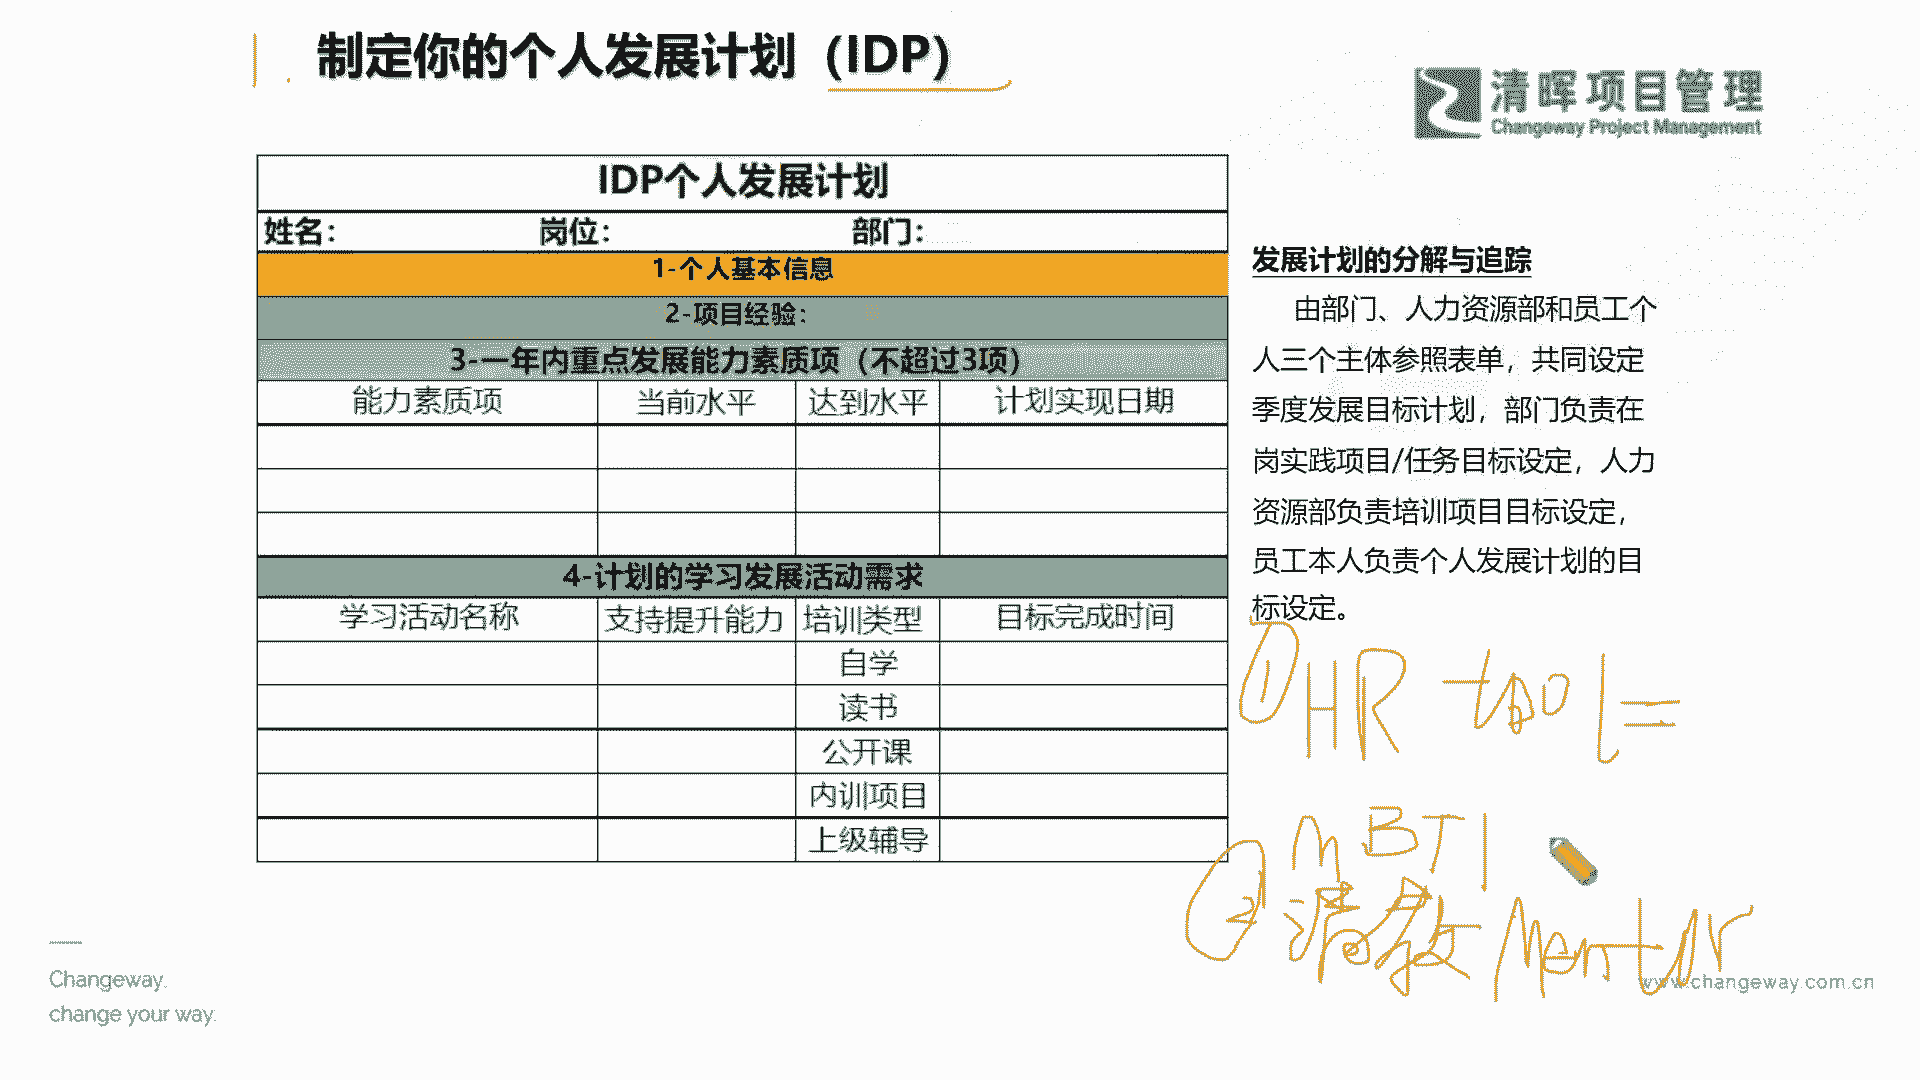 制定你的个人发展计划（IDP）
清晖项目管理
Changeway Project Management
IDP个人发展计划
姓名： 岗位： 部门：
1-个人基本信息
2-项目经验：
3-一年内重点发展能力素质项（不超过3项）
能力素质项 当前水平 达到水平 计划实现日期
4-计划的学习发展活动需求
学习活动名称 支持提升能力 培训类型 目标完成时间
自学
读书
公开课
内训项目
上级辅导
发展计划的分解与追踪
由部门、人力资源部和员工个
人三个主体参照表单，共同设定
季度发展目标计划，部门负责在
岗实践项目/任务目标设定，人力
资源部负责培训项目目标设定，
员工本人负责个人发展计划的目
标设定。
① HR tool
MBTI
② 请教 Mentor
Changeway.
change your way.
www.changeway.com.cn